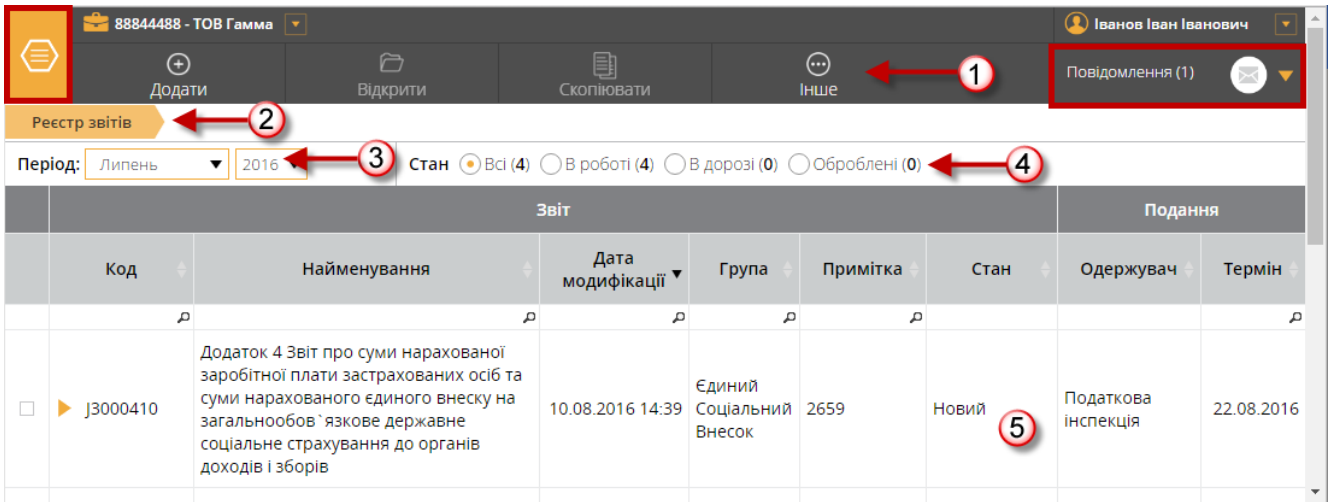 88844488 - ТОВ Гамма
Іванов Іван Іванович
Додати
Відкрити
Скопіювати
Інше
1
Повідомлення (1)
Реєстр звітів
2
Період: Липень 2016
3
Стан Всі (4) В роботі (4) В дорозі (0) Оброблені (0)
4
Звіт
Подання
Код
Найменування
Дата
модифікації
Група
Примітка
Стан
Одержувач
Термін
J3000410
Додаток 4 Звіт про суми нарахованої
заробітної плати застрахованих осіб та
суми нарахованого єдиного внеску на
загальнообов`язкове державне
соціальне страхування до органів
доходів і зборів
10.08.2016 14:39
Єдиний
Соціальний
Внесок
2659
Новий
5
Податкова
інспекція
22.08.2016